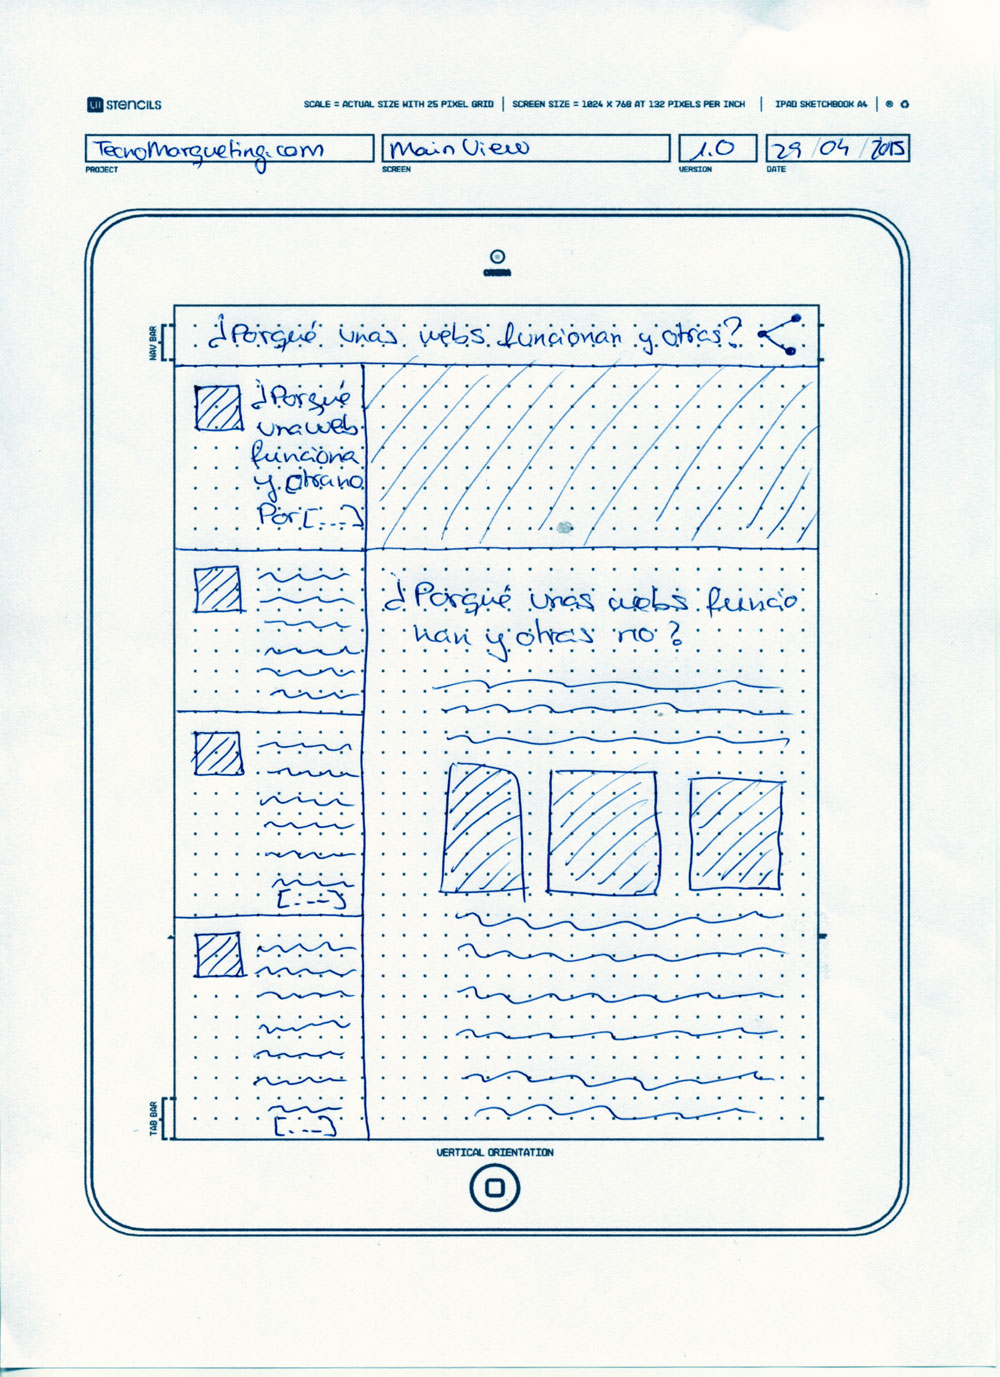 UI STENCILS
SCALE = ACTUAL SIZE WITH 25 PIXEL GRID | SCREEN SIZE = 1024 X 768 AT 132 PIXELS PER INCH | IPAD SKETCHBOOK A4 |
TecnoMarqueting.com
Main View
1.0
29/04/2015
PROJECT
SCREEN
VERSION
DATE
CAMERA
NAV BAR
¿Porqué unas webs funcionan y otras?
¿Porqué
una web
funciona
y otra no
Por [...]
¿Porqué unas webs funcio
nan y otras no?
[...]
[...]
TAB BAR
VERTICAL ORIENTATION